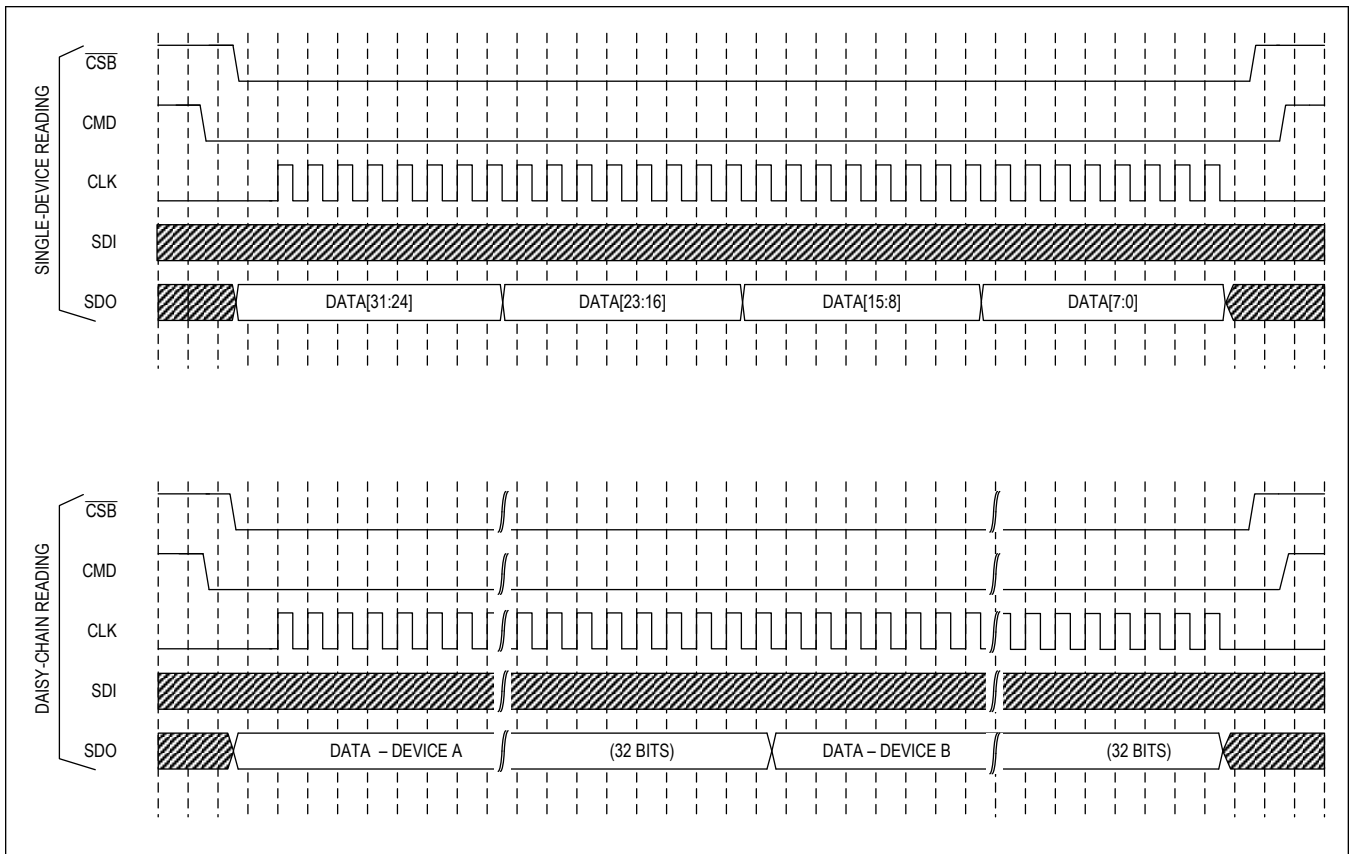 SINGLE-DEVICE READING
CSB
CMD
CLK
SDI
SDO
DATA[31:24] DATA[23:16] DATA[15:8] DATA[7:0]
DAISY-CHAIN READING
CSB
CMD
CLK
SDI
SDO
DATA – DEVICE A (32 BITS) DATA – DEVICE B (32 BITS)